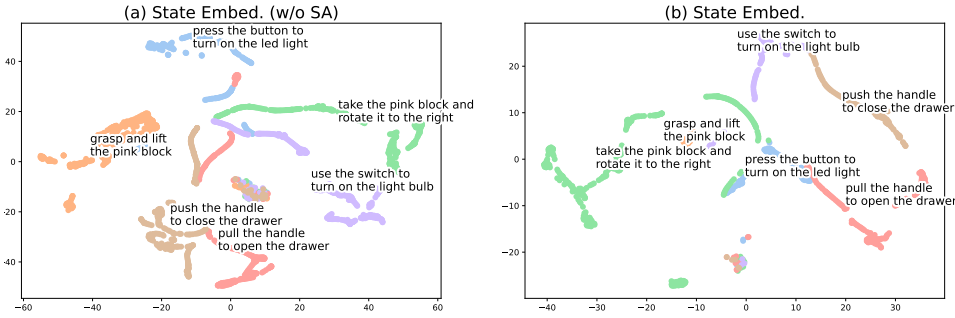 (a) State Embed. (w/o SA)
press the button to
turn on the led light
take the pink block and
rotate it to the right
grasp and lift
the pink block
use the switch to
turn on the light bulb
push the handle
to close the drawer
pull the handle
to open the drawer
40
20
0
−20
−40
−60
−40
−20
0
20
40
60
(b) State Embed.
use the switch to
turn on the light bulb
push the handle
to close the drawer
grasp and lift
the pink block
take the pink block and
rotate it to the right
press the button to
turn on the led light
pull the handle
to open the drawer
20
10
0
−10
−20
−40
−30
−20
−10
0
10
20
30